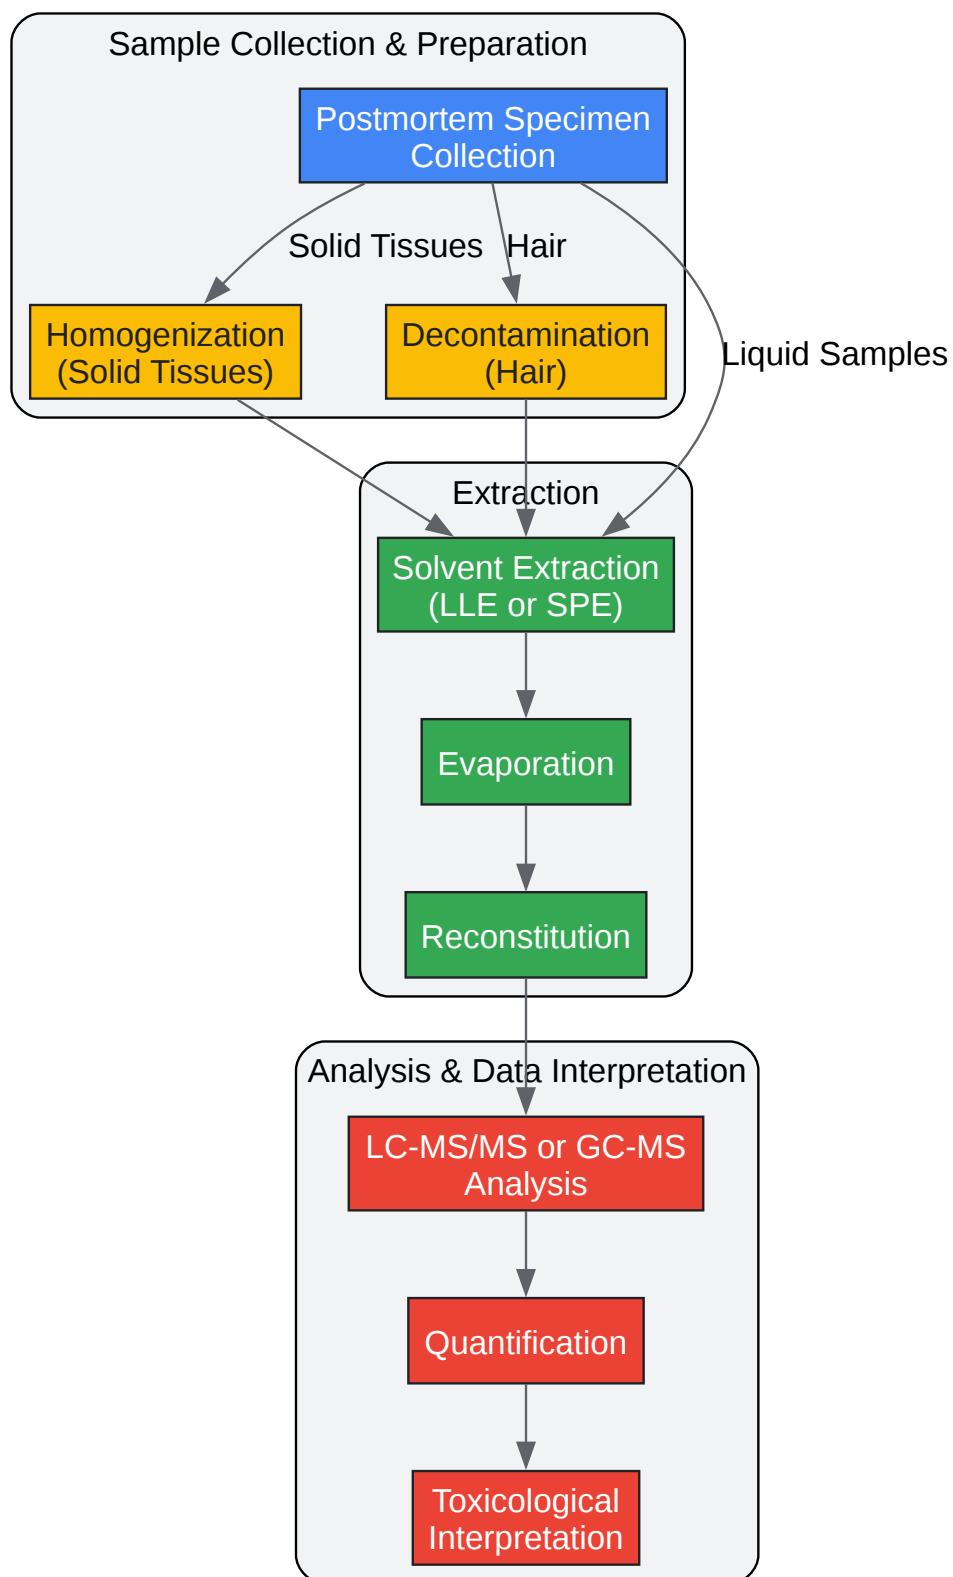 Sample Collection & Preparation
Postmortem Specimen
Collection
Solid Tissues
Hair
Homogenization
(Solid Tissues)
Decontamination
(Hair)
Liquid Samples
Extraction
Solvent Extraction
(LLE or SPE)
Evaporation
Reconstitution
Analysis & Data Interpretation
LC-MS/MS or GC-MS
Analysis
Quantification
Toxicological
Interpretation